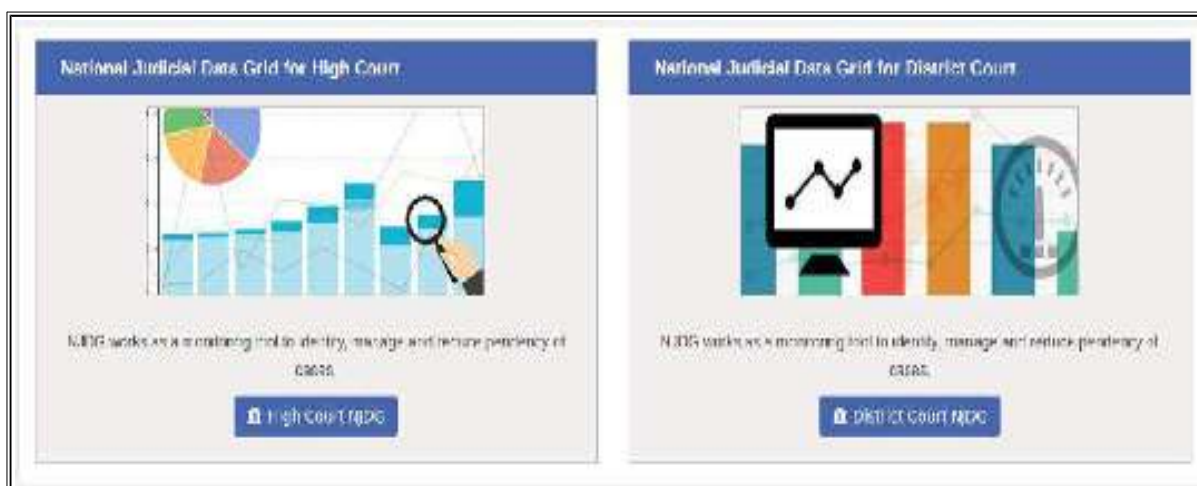 National Judicial Data Grid for High Court
NJDG works as a monitoring tool to identify, manage and reduce pendency of
cases.
High Court NJDG
National Judicial Data Grid for District Court
NJDG works as a monitoring tool to identify, manage and reduce pendency of
cases.
District Court NJDG